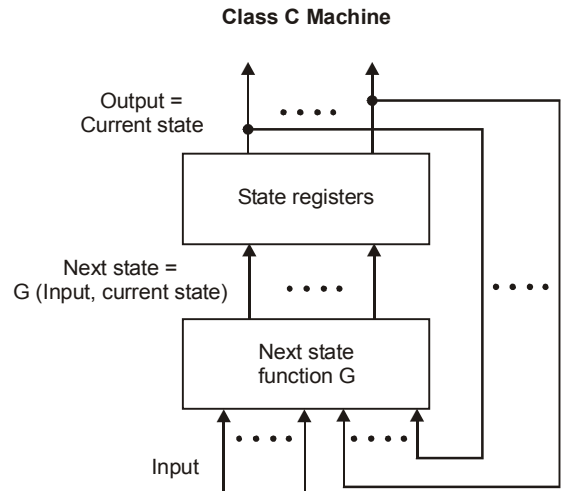 Class C Machine
Output =
Current state
State registers
Next state =
G (Input, current state)
Next state
function G
Input